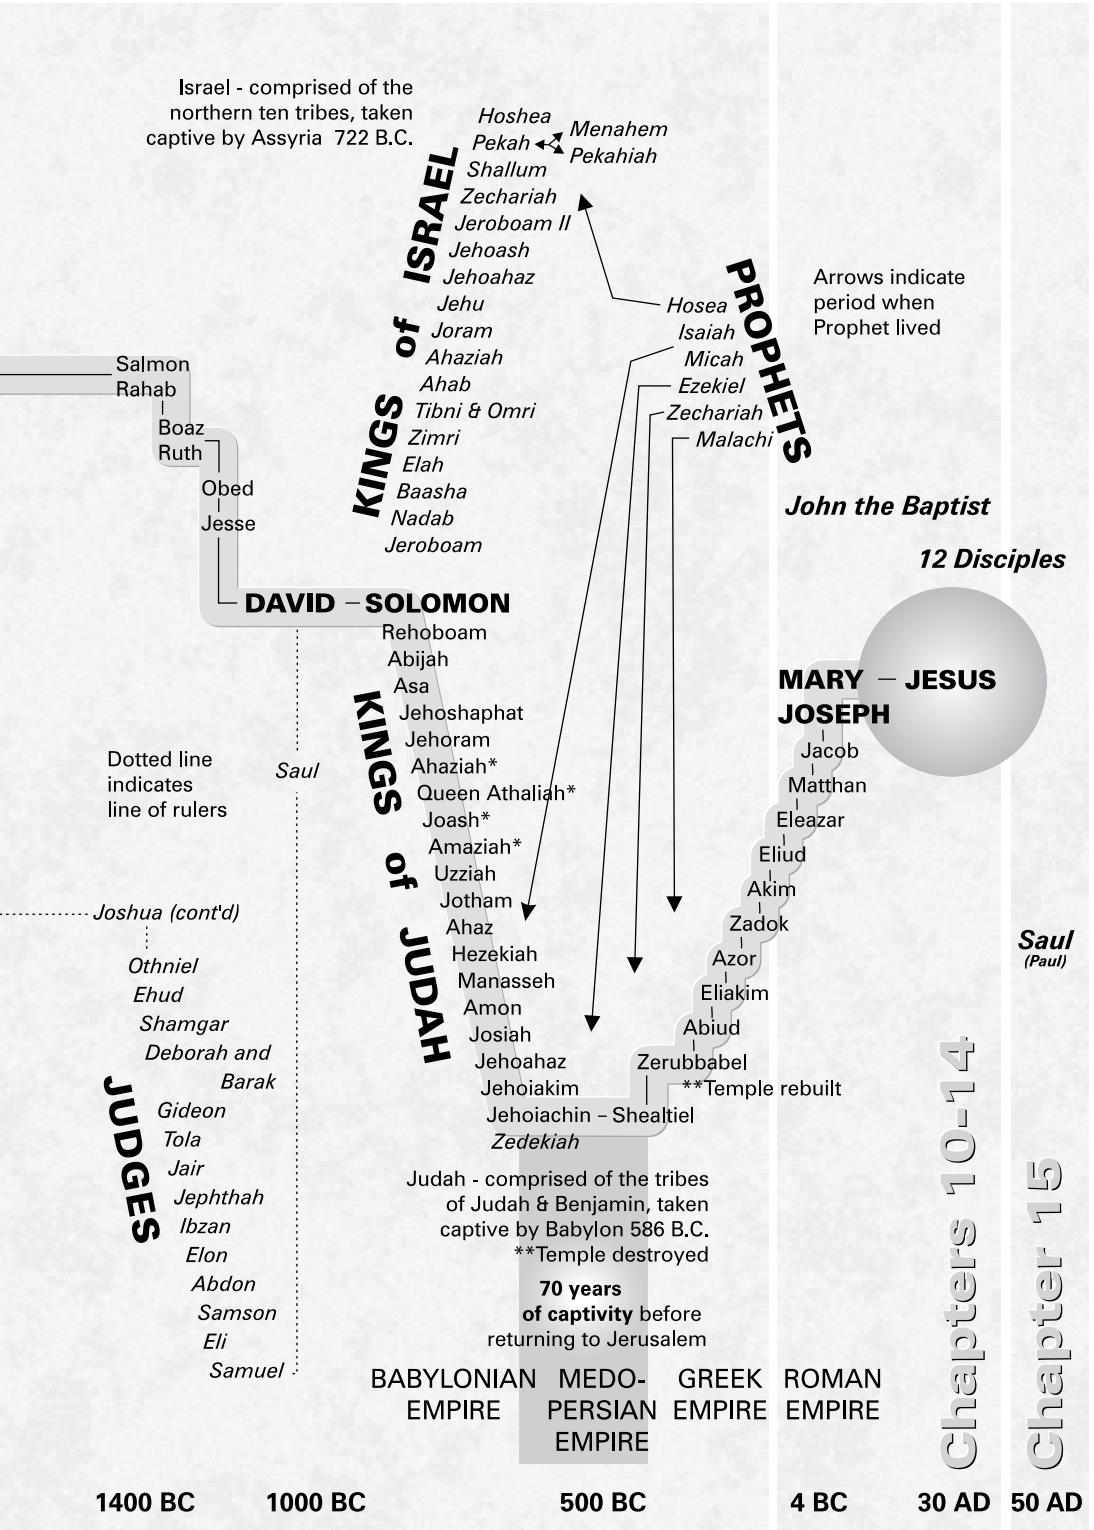 Israel - comprised of the
northern ten tribes, taken
captive by Assyria 722 B.C.
KINGS of ISRAEL
Hoshea
Pekah
Menahem
Pekahiah
Shallum
Zechariah
Jeroboam II
Jehoash
Jehoahaz
Jehu
Joram
Ahaziah
Ahab
Tibni & Omri
Zimri
Elah
Baasha
Nadab
Jeroboam
PROPHETS
Hosea
Isaiah
Micah
Ezekiel
Zechariah
Malachi
Arrows indicate
period when
Prophet lived
Salmon
Rahab
Boaz
Ruth
Obed
Jesse
DAVID – SOLOMON
Rehoboam
Abijah
Asa
Jehoshaphat
Jehoram
Ahaziah*
Queen Athaliah*
Joash*
Amaziah*
Uzziah
Jotham
Ahaz
Hezekiah
Manasseh
Amon
Josiah
Jehoahaz
Jehoiakim
Jehoiachin – Shealtiel
Zedekiah
KINGS of JUDAH
John the Baptist
12 Disciples
MARY – JESUS
JOSEPH
Jacob
Matthan
Eleazar
Eliud
Akim
Zadok
Azor
Eliakim
Abiud
Zerubbabel
**Temple rebuilt
Dotted line
indicates
line of rulers
Saul
Joshua (cont'd)
JUDGES
Othniel
Ehud
Shamgar
Deborah and
Barak
Gideon
Tola
Jair
Jephthah
Ibzan
Elon
Abdon
Samson
Eli
Samuel
Saul
(Paul)
Judah - comprised of the tribes
of Judah & Benjamin, taken
captive by Babylon 586 B.C.
**Temple destroyed
70 years
of captivity before
returning to Jerusalem
BABYLONIAN
EMPIRE
MEDO-
PERSIAN
EMPIRE
GREEK
EMPIRE
ROMAN
EMPIRE
Chapters 10-14
Chapter 15
1400 BC
1000 BC
500 BC
4 BC
30 AD
50 AD